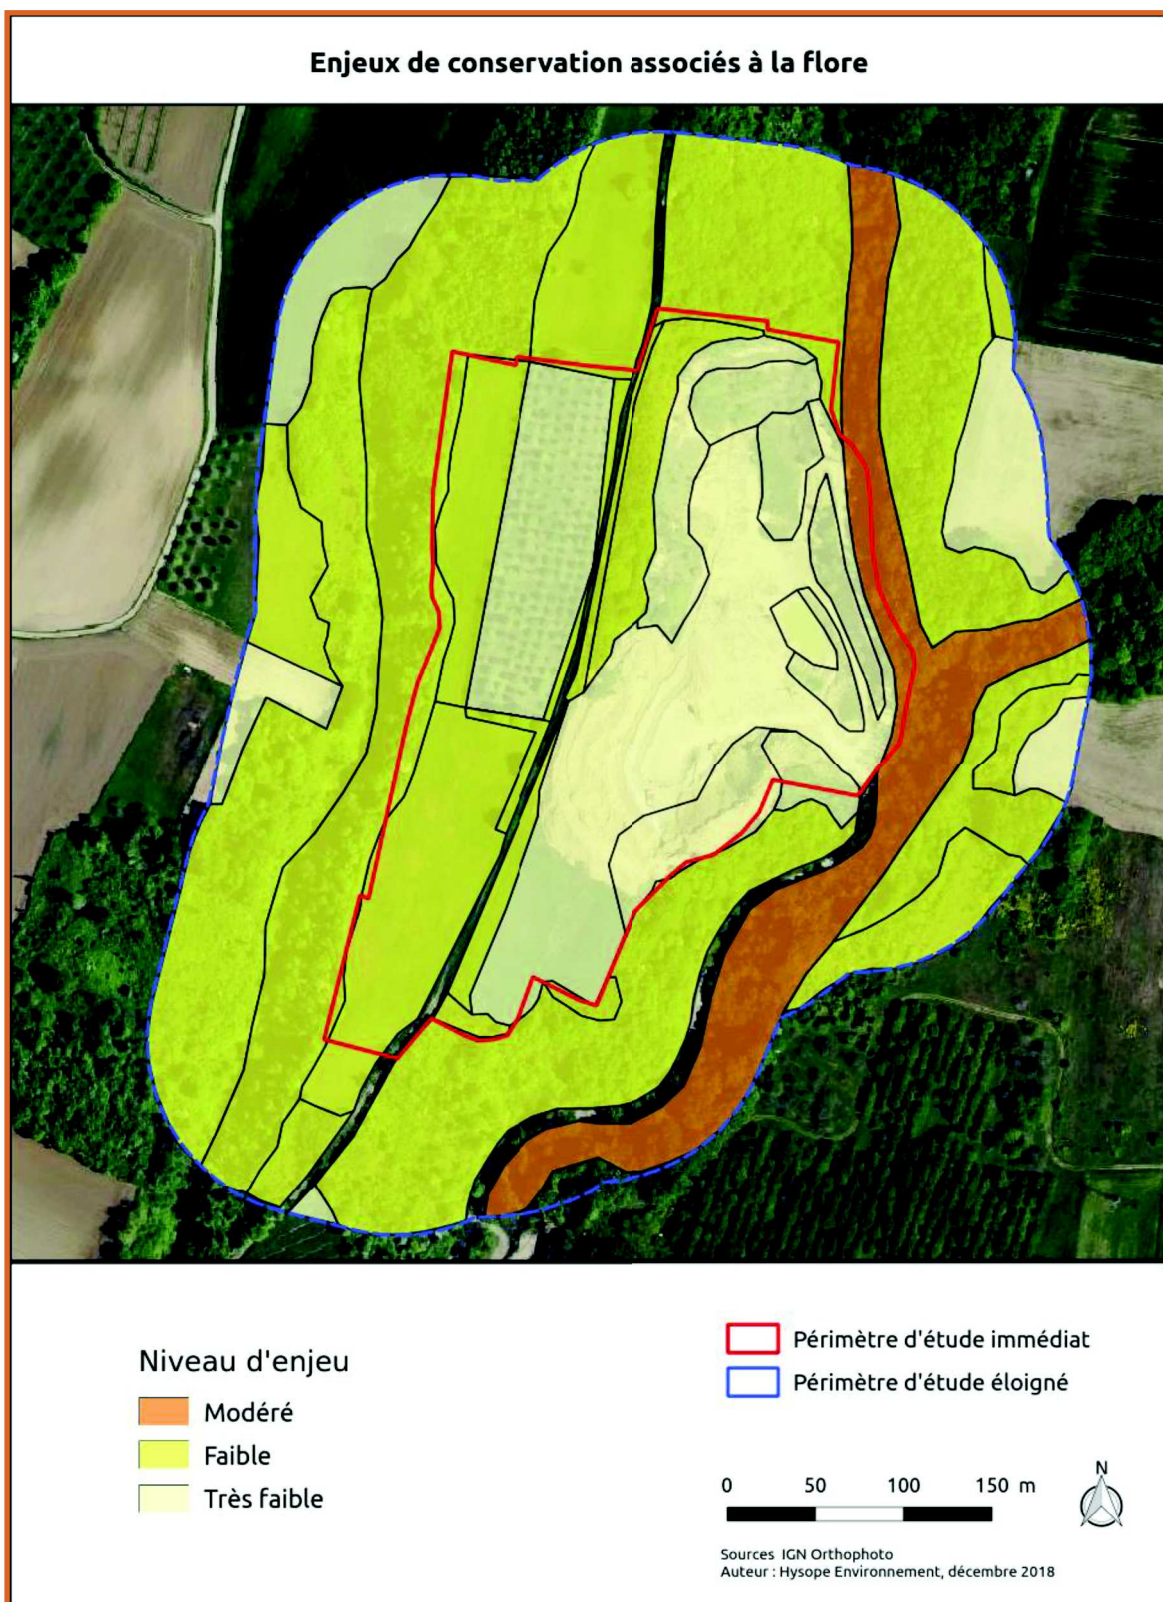 Enjeux de conservation associés à la flore
Niveau d'enjeu
Modéré
Faible
Très faible
Périmètre d'étude immédiat
Périmètre d'étude éloigné
0 50 100 150 m
N
Sources IGN Orthophoto
Auteur : Hysope Environnement, décembre 2018